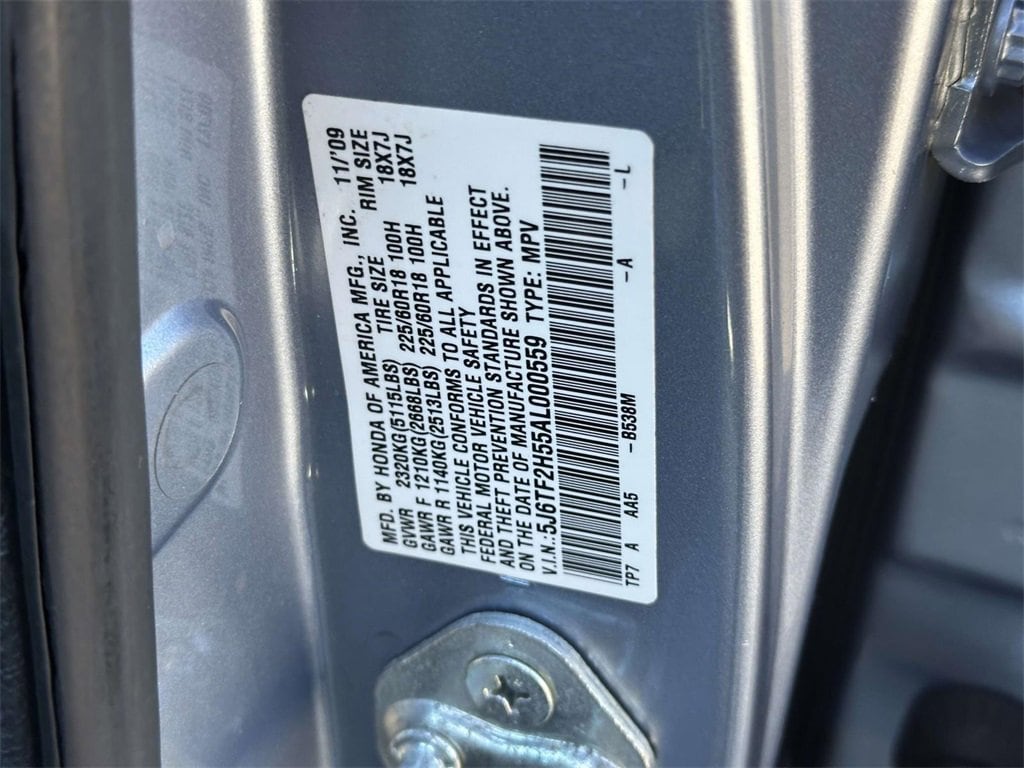 MFD. BY HONDA OF AMERICA MFG., INC. 11/'09
GVWR 2320KG(5115LBS) TIRE SIZE RIM SIZE
GAWR F 1210KG(2668LBS) 225/60R18 100H 18X7J
GAWR R 1140KG(2513LBS) 225/60R18 100H 18X7J
THIS VEHICLE CONFORMS TO ALL APPLICABLE
FEDERAL MOTOR VEHICLE SAFETY
AND THEFT PREVENTION STANDARDS IN EFFECT
ON THE DATE OF MANUFACTURE SHOWN ABOVE.
V.I.N.:5J6TF2H55AL000559 TYPE: MPV
TP7 A AA5 -B538M -A -L